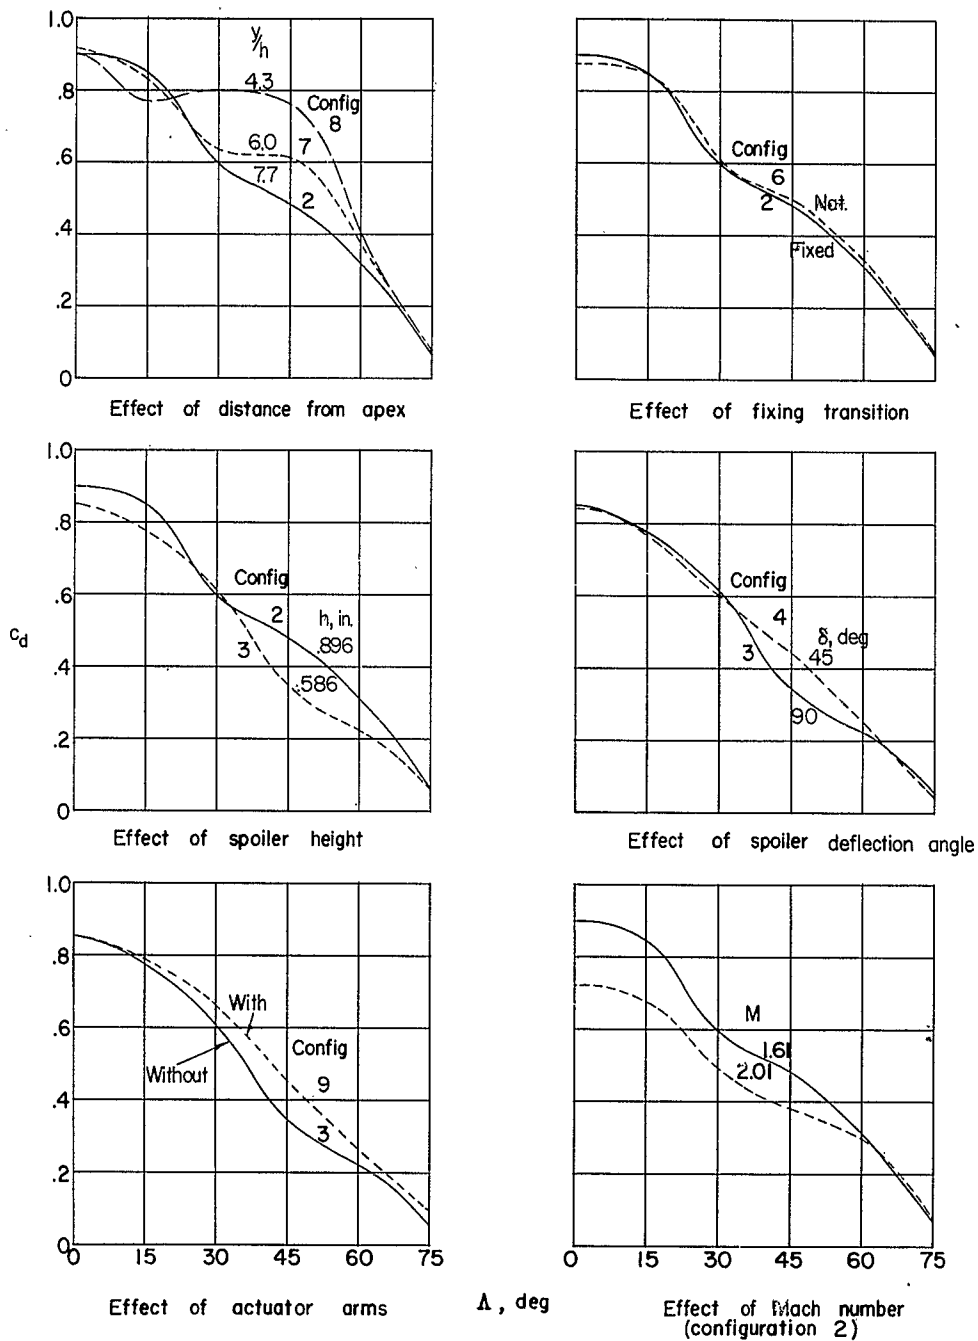 1.0
.8
.6
.4
.2
0
y/h
4.3
Config
8
6.0
7
7.7
2
Effect of distance from apex
Config
6
2
Nat.
Fixed
Effect of fixing transition
1.0
.8
.6
.4
.2
0
cd
Config
2
h, in.
.896
3
.586
Effect of spoiler height
Config
4
δ, deg
3
45
90
Effect of spoiler deflection angle
1.0
.8
.6
.4
.2
0
With
Config
Without
9
3
0 15 30 45 60 75
Effect of actuator arms
M
1.61
2.01
0 15 30 45 60 75
Λ, deg
Effect of Mach number
(configuration 2)